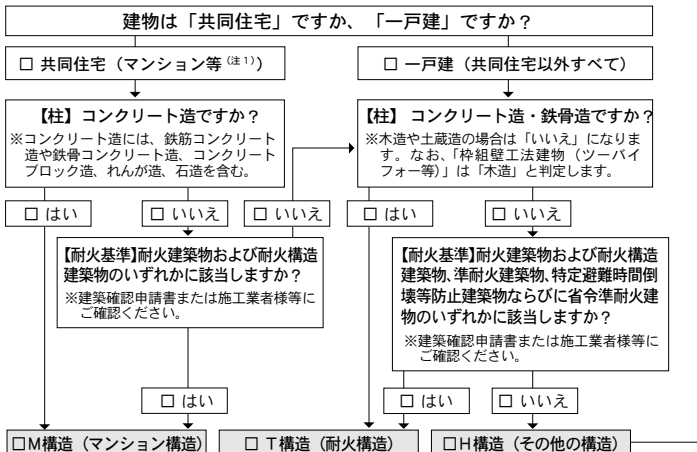 建物は「共同住宅」ですか、「一戸建」ですか？
□ 共同住宅（マンション等（注1））
□ 一戸建（共同住宅以外すべて）
【柱】コンクリート造ですか？
※コンクリート造には、鉄筋コンクリート
造や鉄骨コンクリート造、コンクリート
ブロック造、れんが造、石造を含む。
【柱】 コンクリート造・鉄骨造ですか？
※木造や土蔵造の場合は「いいえ」になりま
す。なお、「枠組壁工法建物（ツーバイ
フォー等）」は「木造」と判定します。
□ はい
□ いいえ
□ いいえ
□ はい
□ いいえ
【耐火基準】耐火建築物および耐火構造
建築物のいずれかに該当しますか？
※建築確認申請書または施工業者様等に
ご確認ください。
【耐火基準】耐火建築物および耐火構造
建築物、準耐火建築物、特定避難時間倒
壊等防止建築物ならびに省令準耐火建
物のいずれかに該当しますか？
※建築確認申請書または施工業者様等に
ご確認ください。
□ はい
□ はい
□ いいえ
□M構造（マンション構造）
□ T構造（耐火構造）
□H構造（その他の構造）